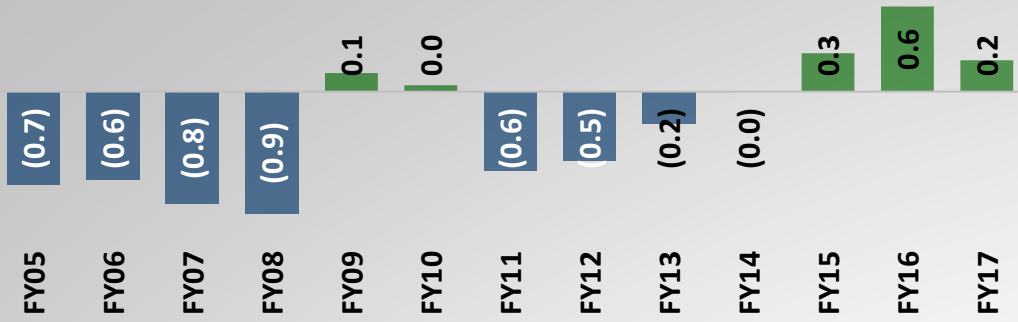 (0.7)
(0.6)
(0.8)
(0.9)
0.1
0.0
(0.6)
(0.5)
(0.2)
(0.0)
0.3
0.6
0.2
FY05
FY06
FY07
FY08
FY09
FY10
FY11
FY12
FY13
FY14
FY15
FY16
FY17